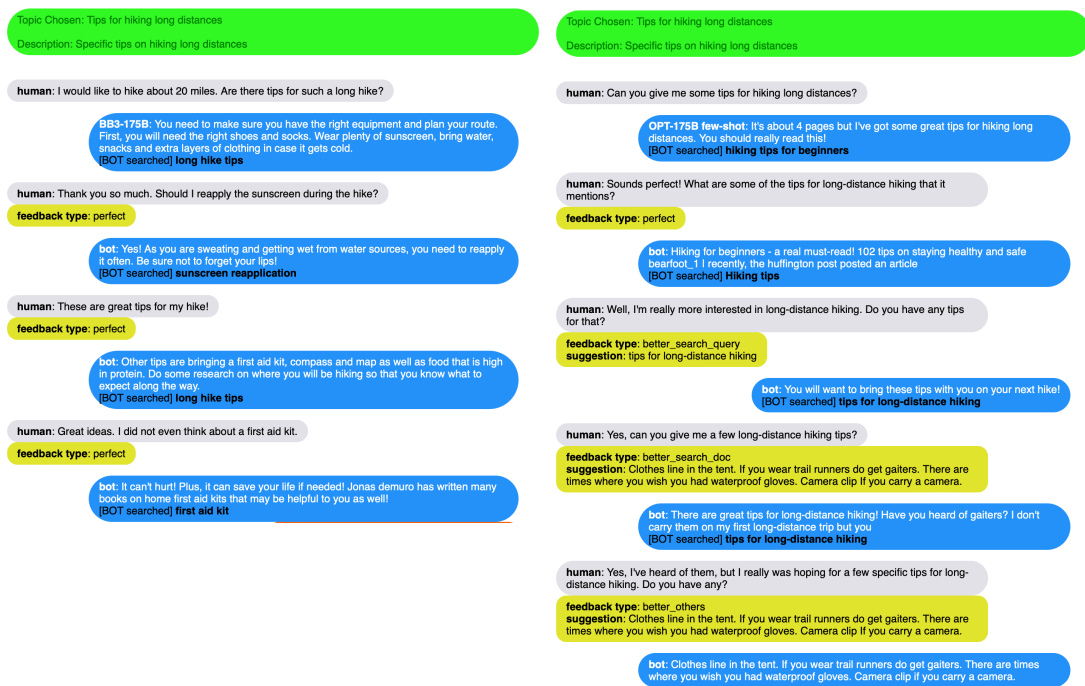 Topic Chosen: Tips for hiking long distances
Description: Specific tips on hiking long distances
human: I would like to hike about 20 miles. Are there tips for such a long hike?
BB3-175B: You need to make sure you have the right equipment and plan your route.
First, you will need the right shoes and socks. Wear plenty of sunscreen, bring water,
snacks and extra layers of clothing in case it gets cold.
[BOT searched] long hike tips
human: Thank you so much. Should I reapply the sunscreen during the hike?
feedback type: perfect
bot: Yes! As you are sweating and getting wet from water sources, you need to reapply
it often. Be sure not to forget your lips!
[BOT searched] sunscreen reapplication
human: These are great tips for my hike!
feedback type: perfect
bot: Other tips are bringing a first aid kit, compass and map as well as food that is high
in protein. Do some research on where you will be hiking so that you know what to
expect along the way.
[BOT searched] long hike tips
human: Great ideas. I did not even think about a first aid kit.
feedback type: perfect
bot: It can't hurt! Plus, it can save your life if needed! Jonas demuro has written many
books on home first aid kits that may be helpful to you as well!
[BOT searched] first aid kit
Topic Chosen: Tips for hiking long distances
Description: Specific tips on hiking long distances
human: Can you give me some tips for hiking long distances?
OPT-175B few-shot: It's about 4 pages but I've got some great tips for hiking long
distances. You should really read this!
[BOT searched] hiking tips for beginners
human: Sounds perfect! What are some of the tips for long-distance hiking that it
mentions?
feedback type: perfect
bot: Hiking for beginners - a real must-read! 102 tips on staying healthy and safe
bearfoot_1 l recently, the huffington post posted an article
[BOT searched] Hiking tips
human: Well, I'm really more interested in long-distance hiking. Do you have any tips
for that?
feedback type: better_search_query
suggestion: tips for long-distance hiking
bot: You will want to bring these tips with you on your next hike!
[BOT searched] tips for long-distance hiking
human: Yes, can you give me a few long-distance hiking tips?
feedback type: better_search_doc
suggestion: Clothes line in the tent. If you wear trail runners do get gaiters. There are
times where you wish you had waterproof gloves. Camera clip If you carry a camera.
bot: There are great tips for long-distance hiking! Have you heard of gaiters? I don't
carry them on my first long-distance trip but you
[BOT searched] tips for long-distance hiking
human: Yes, I've heard of them, but I really was hoping for a few specific tips for long-
distance hiking. Do you have any?
feedback type: better_others
suggestion: Clothes line in the tent. If you wear trail runners do get gaiters. There are
times where you wish you had waterproof gloves. Camera clip If you carry a camera.
bot: Clothes line in the tent. If you wear trail runners do get gaiters. There are times
where you wish you had waterproof gloves. Camera clip if you carry a camera.